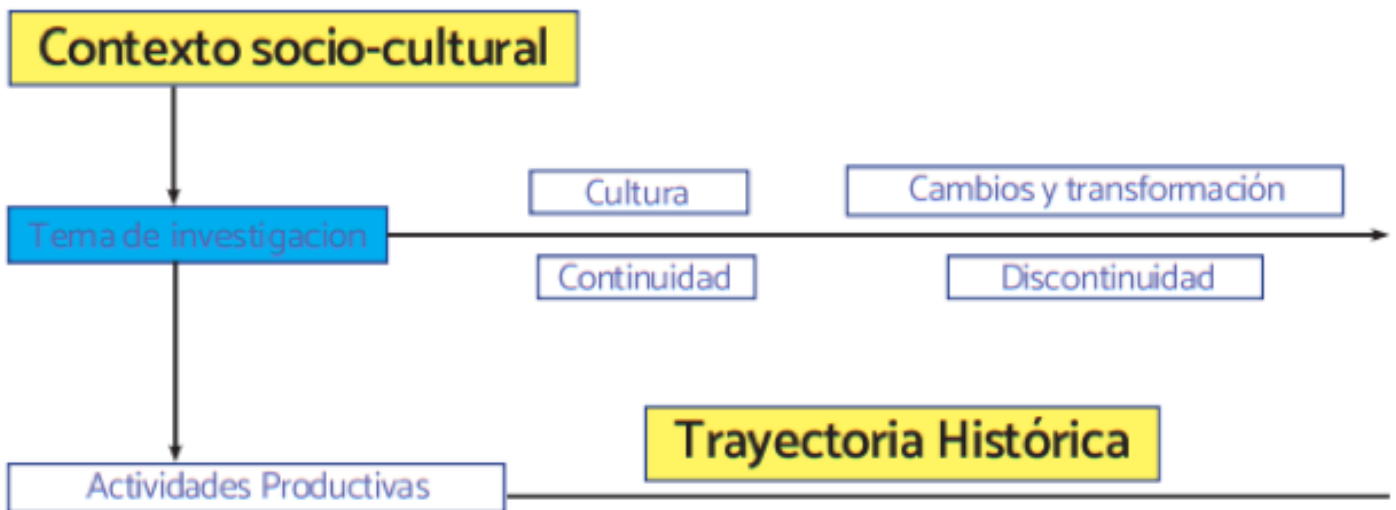 Contexto socio-cultural
Cultura
Cambios y transformación
Tema de investigacion
Continuidad
Discontinuidad
Trayectoria Histórica
Actividades Productivas